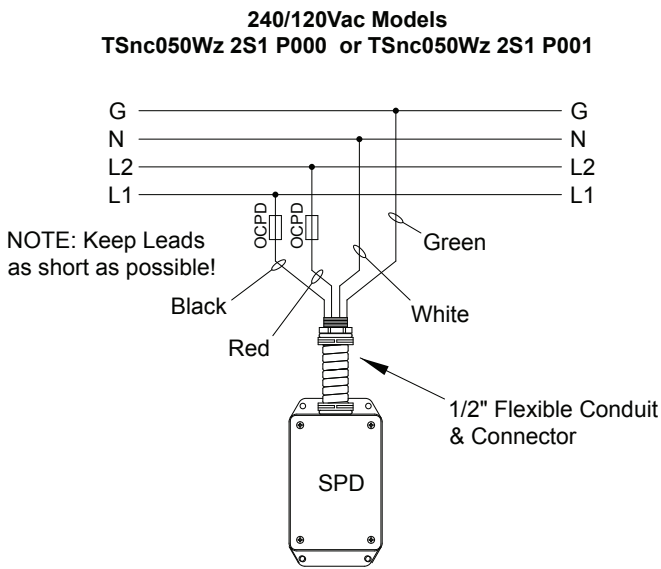 240/120Vac Models
TSnc050Wz 2S1 P000 or TSnc050Wz 2S1 P001
G G
N N
L2 L2
L1 L1
OCPD
OCPD
NOTE: Keep Leads
as short as possible!
Green
Black
White
Red
1/2" Flexible Conduit
& Connector
SPD